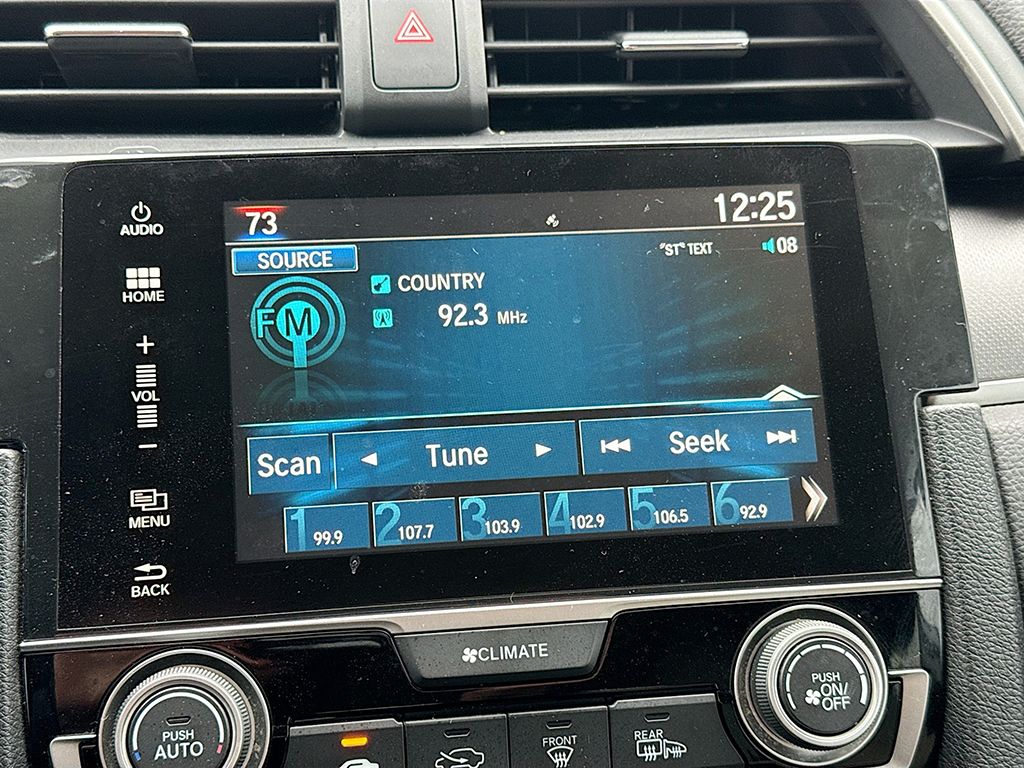 AUDIO
HOME
+
VOL
-
MENU
BACK
73
12:25
SOURCE
"ST" TEXT
08
FM
COUNTRY
92.3 MHz
Scan
Tune
Seek
1 99.9
2 107.7
3 103.9
4 102.9
5 106.5
6 92.9
CLIMATE
PUSH
AUTO
FRONT
REAR
PUSH
ON/
OFF